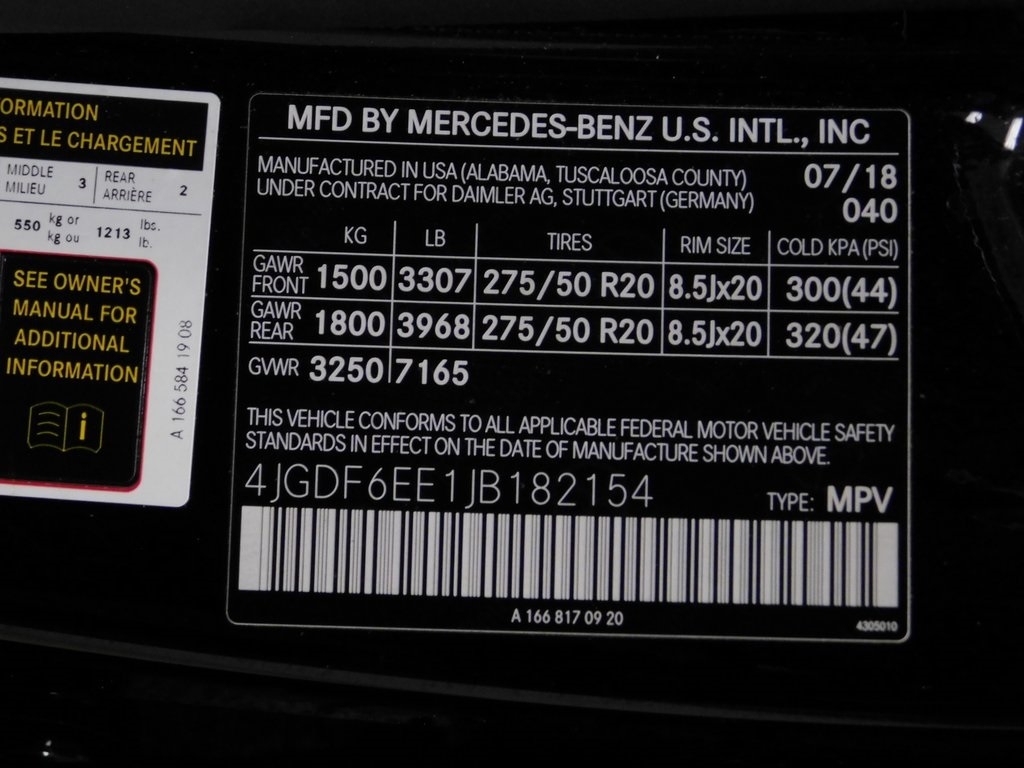 ORMATION
S ET LE CHARGEMENT
MIDDLE MILIEU 3 REAR ARRIÈRE 2
550 kg or kg ou 1213 lbs. lb.
SEE OWNER'S
MANUAL FOR
ADDITIONAL
INFORMATION
i
A 166 584 19 08
MFD BY MERCEDES-BENZ U.S. INTL., INC
MANUFACTURED IN USA (ALABAMA, TUSCALOOSA COUNTY) 07/18
UNDER CONTRACT FOR DAIMLER AG, STUTTGART (GERMANY) 040
KG LB TIRES RIM SIZE COLD KPA (PSI)
GAWR FRONT 1500 3307 275/50 R20 8.5Jx20 300(44)
GAWR REAR 1800 3968 275/50 R20 8.5Jx20 320(47)
GVWR 3250 7165
THIS VEHICLE CONFORMS TO ALL APPLICABLE FEDERAL MOTOR VEHICLE SAFETY
STANDARDS IN EFFECT ON THE DATE OF MANUFACTURE SHOWN ABOVE.
4JGDF6EE1JB182154 TYPE: MPV
A 166 817 09 20
4305010